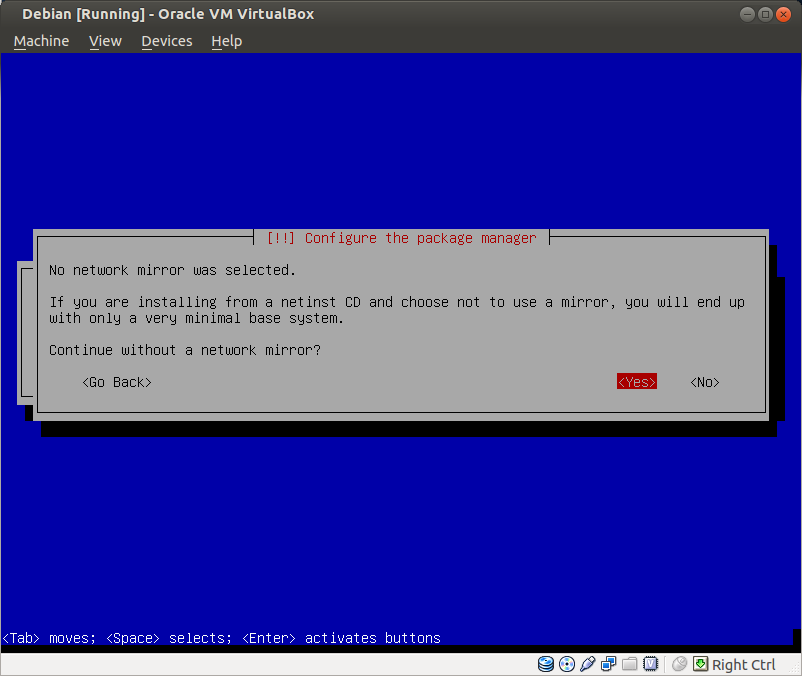 Debian [Running] - Oracle VM VirtualBox
Machine View Devices Help
[!!] Configure the package manager
No network mirror was selected.
If you are installing from a netinst CD and choose not to use a mirror, you will end up
with only a very minimal base system.
Continue without a network mirror?
<Go Back> <Yes> <No>
<Tab> moves; <Space> selects; <Enter> activates buttons
Right Ctrl